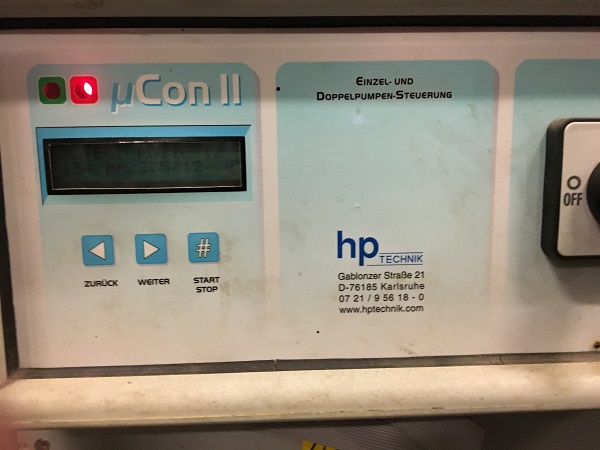 µCon II
ZURÜCK
WEITER
START
STOP
#
EINZEL- UND
DOPPELPUMPEN-STEUERUNG
hp
TECHNIK
Gablonzer Straße 21
D-76185 Karlsruhe
07 21 / 9 56 18 - 0
www.hptechnik.com
OFF